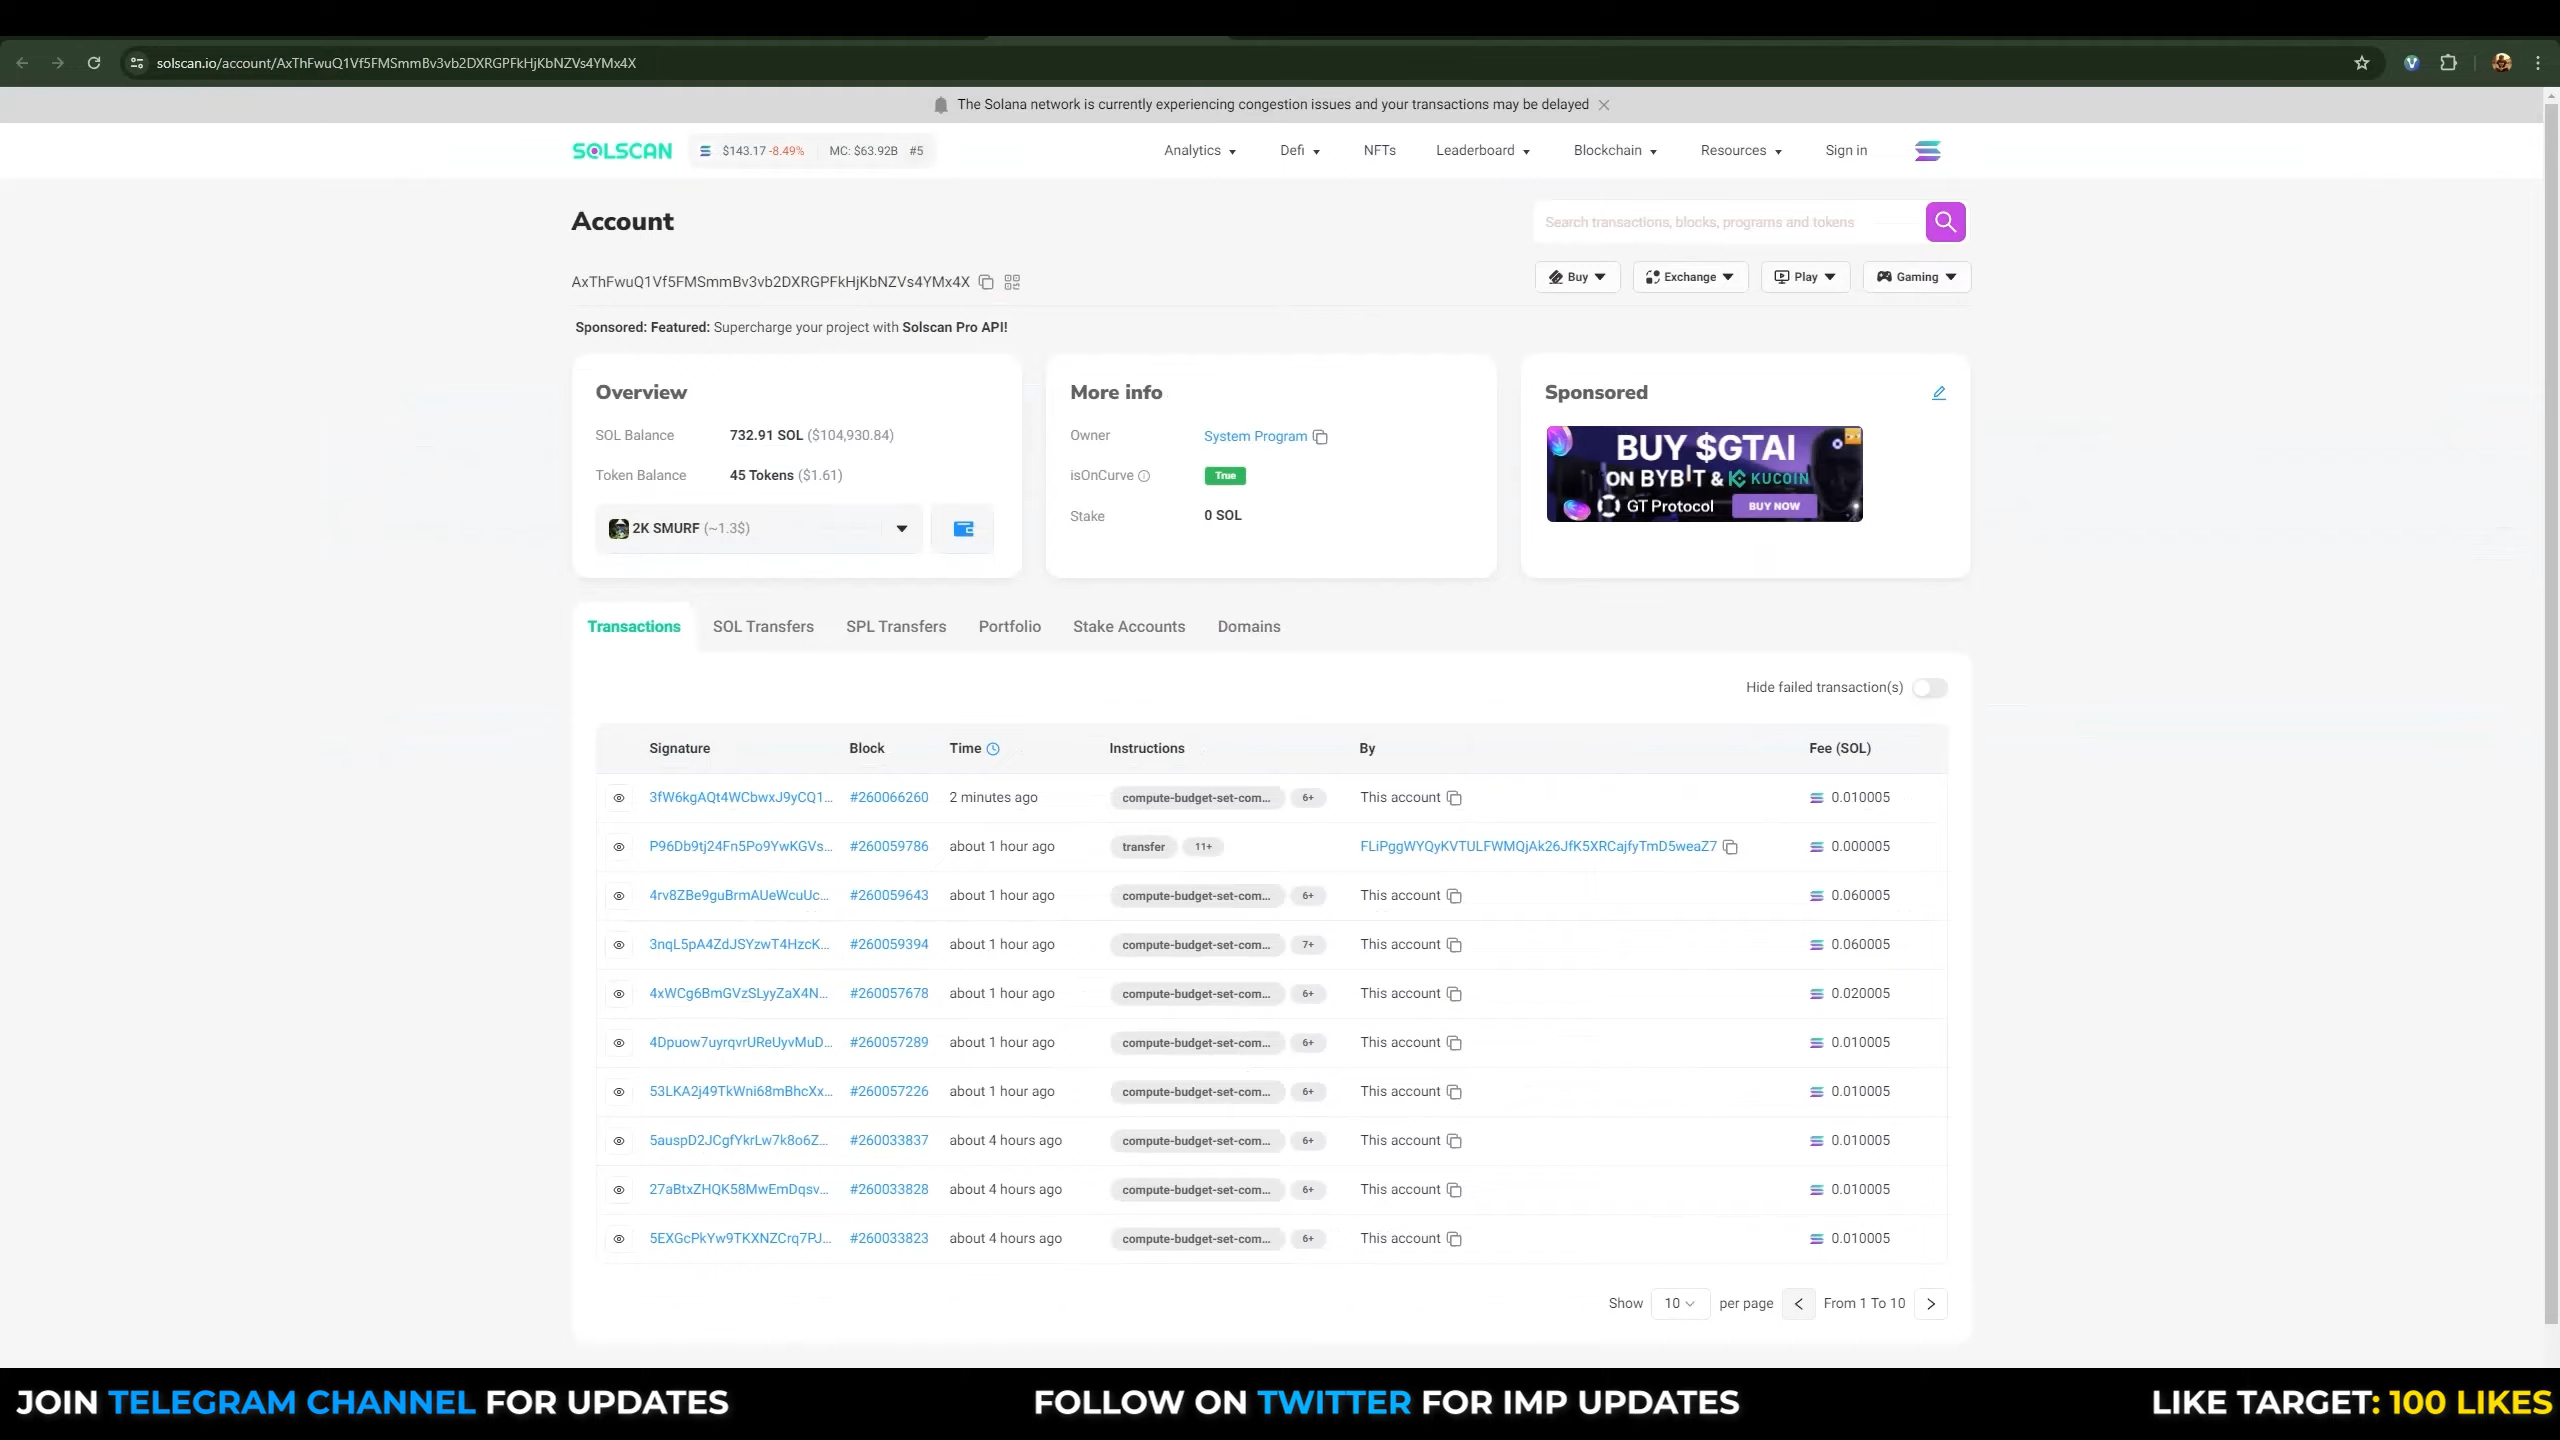 solscan.io/account/AxThFwuQ1Vf5FMSmmBv3vb2DXRGPFkHjKbNZVs4YMx4X
The Solana network is currently experiencing congestion issues and your transactions may be delayed
SOLSCAN $143.17 -8.49% MC: $63.92B #5 Analytics Defi NFTs Leaderboard Blockchain Resources Sign in
Account
Search transactions, blocks, programs and tokens
AxThFwuQ1Vf5FMSmmBv3vb2DXRGPFkHjKbNZVs4YMx4X
Buy Exchange Play Gaming
Sponsored: Featured: Supercharge your project with Solscan Pro API!
Overview
SOL Balance 732.91 SOL ($104,930.84)
Token Balance 45 Tokens ($1.61)
2K SMURF (~1.3$)
More info
Owner System Program
isOnCurve True
Stake 0 SOL
Sponsored
BUY $GTAI
ON BYBIT & KUCOIN
GT Protocol BUY NOW
Transactions SOL Transfers SPL Transfers Portfolio Stake Accounts Domains
Hide failed transaction(s)
Signature Block Time Instructions By Fee (SOL)
3fW6kgAQt4WCbwxJ9yCQ1... #260066260 2 minutes ago compute-budget-set-com... 6+ This account 0.010005
P96Db9tj24Fn5Po9YwKGVs... #260059786 about 1 hour ago transfer 11+ FLiPggWYQyKVTULFWMQjAk26JfK5XRCajfyTmD5weaZ7 0.000005
4rv8ZBe9guBrmAUeWcuUc... #260059643 about 1 hour ago compute-budget-set-com... 6+ This account 0.060005
3nqL5pA4ZdJSYzwT4HzcK... #260059394 about 1 hour ago compute-budget-set-com... 7+ This account 0.060005
4xWCg6BmGVzSLyyZaX4N... #260057678 about 1 hour ago compute-budget-set-com... 6+ This account 0.020005
4Dpuow7uyrqvrUReUyvMuD... #260057289 about 1 hour ago compute-budget-set-com... 6+ This account 0.010005
53LKA2j49TkWni68mBhcXx... #260057226 about 1 hour ago compute-budget-set-com... 6+ This account 0.010005
5auspD2JCgfYkrLw7k8o6Z... #260033837 about 4 hours ago compute-budget-set-com... 6+ This account 0.010005
27aBtxZHQK58MwEmDqsv... #260033828 about 4 hours ago compute-budget-set-com... 6+ This account 0.010005
5EXGcPkYw9TKXNZCrq7PJ... #260033823 about 4 hours ago compute-budget-set-com... 6+ This account 0.010005
Show 10 per page From 1 To 10
JOIN TELEGRAM CHANNEL FOR UPDATES
FOLLOW ON TWITTER FOR IMP UPDATES
LIKE TARGET: 100 LIKES